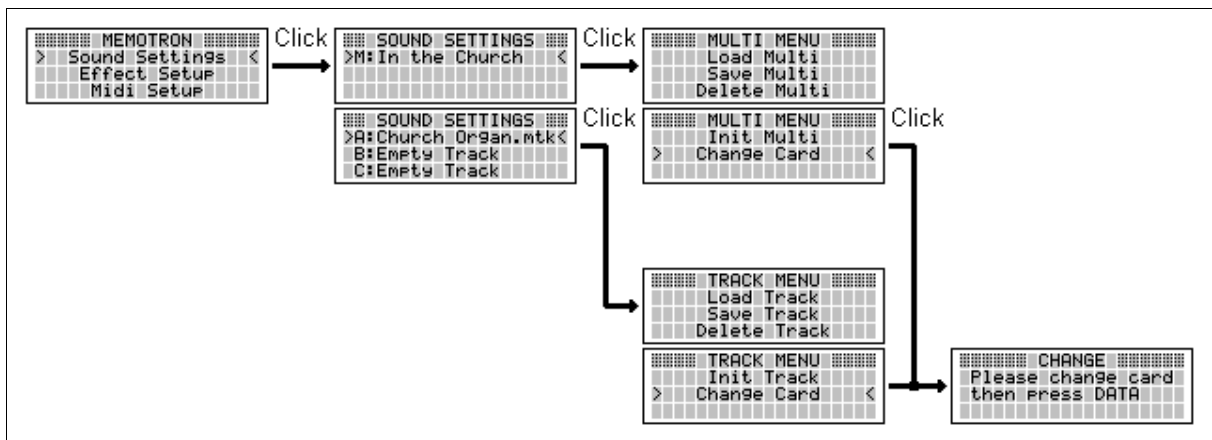 MEMOTRON
> Sound Settings <
Effect Setup
Midi Setup
Click
SOUND SETTINGS
>M:In the Church <
Click
MULTI MENU
Load Multi
Save Multi
Delete Multi
SOUND SETTINGS
>A:Church Organ.mtk<
B:Empty Track
C:Empty Track
Click
MULTI MENU
Init Multi
> Change Card <
Click
TRACK MENU
Load Track
Save Track
Delete Track
TRACK MENU
Init Track
> Change Card <
CHANGE
Please change card
then press DATA